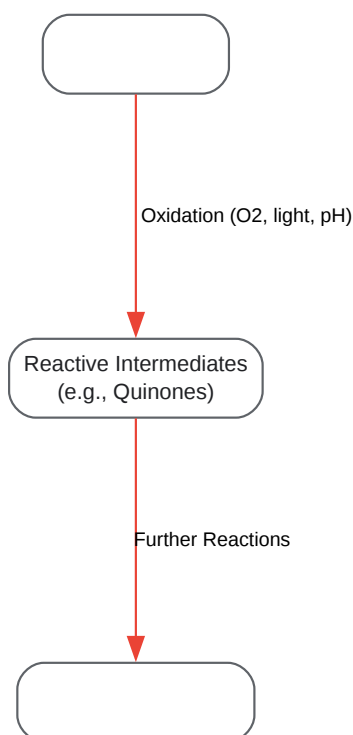 Oxidation (O2, light, pH)
Reactive Intermediates
(e.g., Quinones)
Further Reactions